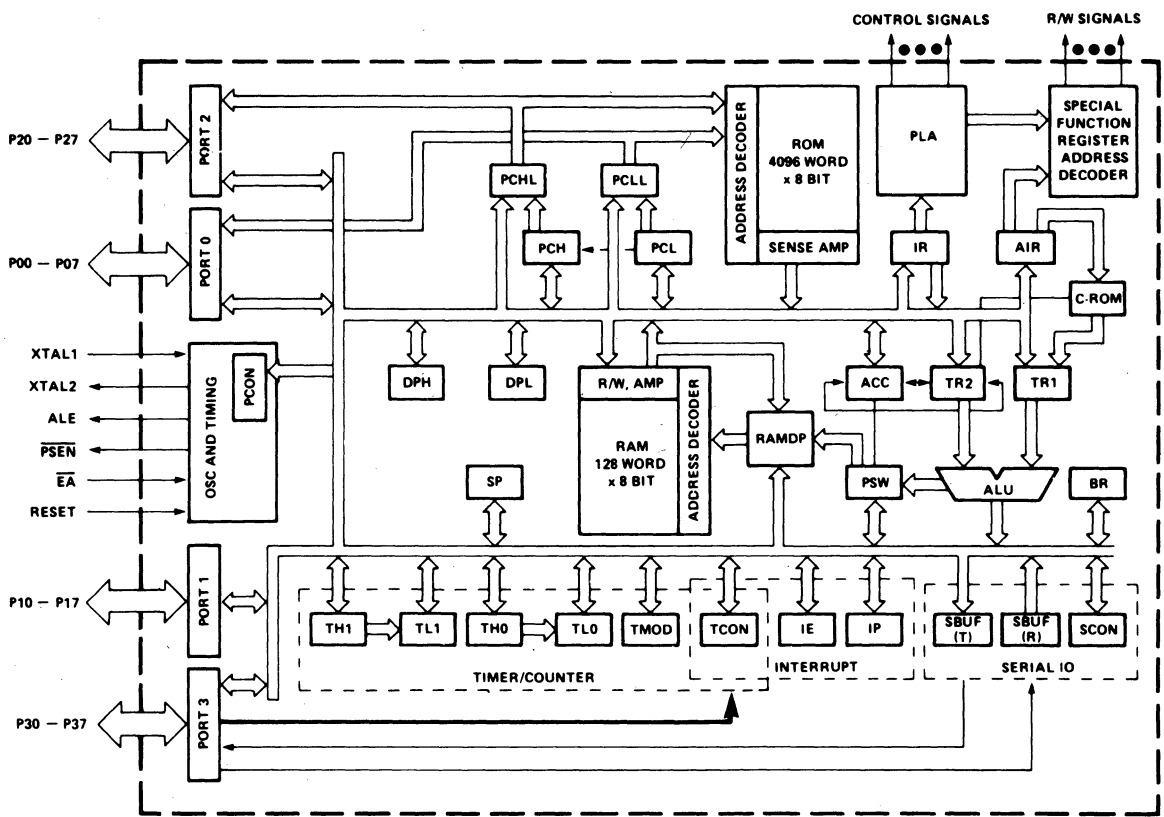 CONTROL SIGNALS
R/W SIGNALS
P20 – P27
PORT 2
ADDRESS DECODER
ROM
4096 WORD
x 8 BIT
SENSE AMP
PLA
SPECIAL
FUNCTION
REGISTER
ADDRESS
DECODER
PCHL
PCLL
P00 – P07
PORT 0
PCH
PCL
IR
AIR
C-ROM
XTAL1
XTAL2
ALE
PSEN
EA
RESET
OSC AND TIMING
PCON
DPH
DPL
R/W, AMP
RAM
128 WORD
x 8 BIT
ADDRESS DECODER
ACC
TR2
TR1
RAMDP
SP
PSW
ALU
BR
P10 – P17
PORT 1
TH1
TL1
TH0
TL0
TMOD
TCON
IE
IP
SBUF
(T)
SBUF
(R)
SCON
TIMER/COUNTER
INTERRUPT
SERIAL IO
P30 – P37
PORT 3